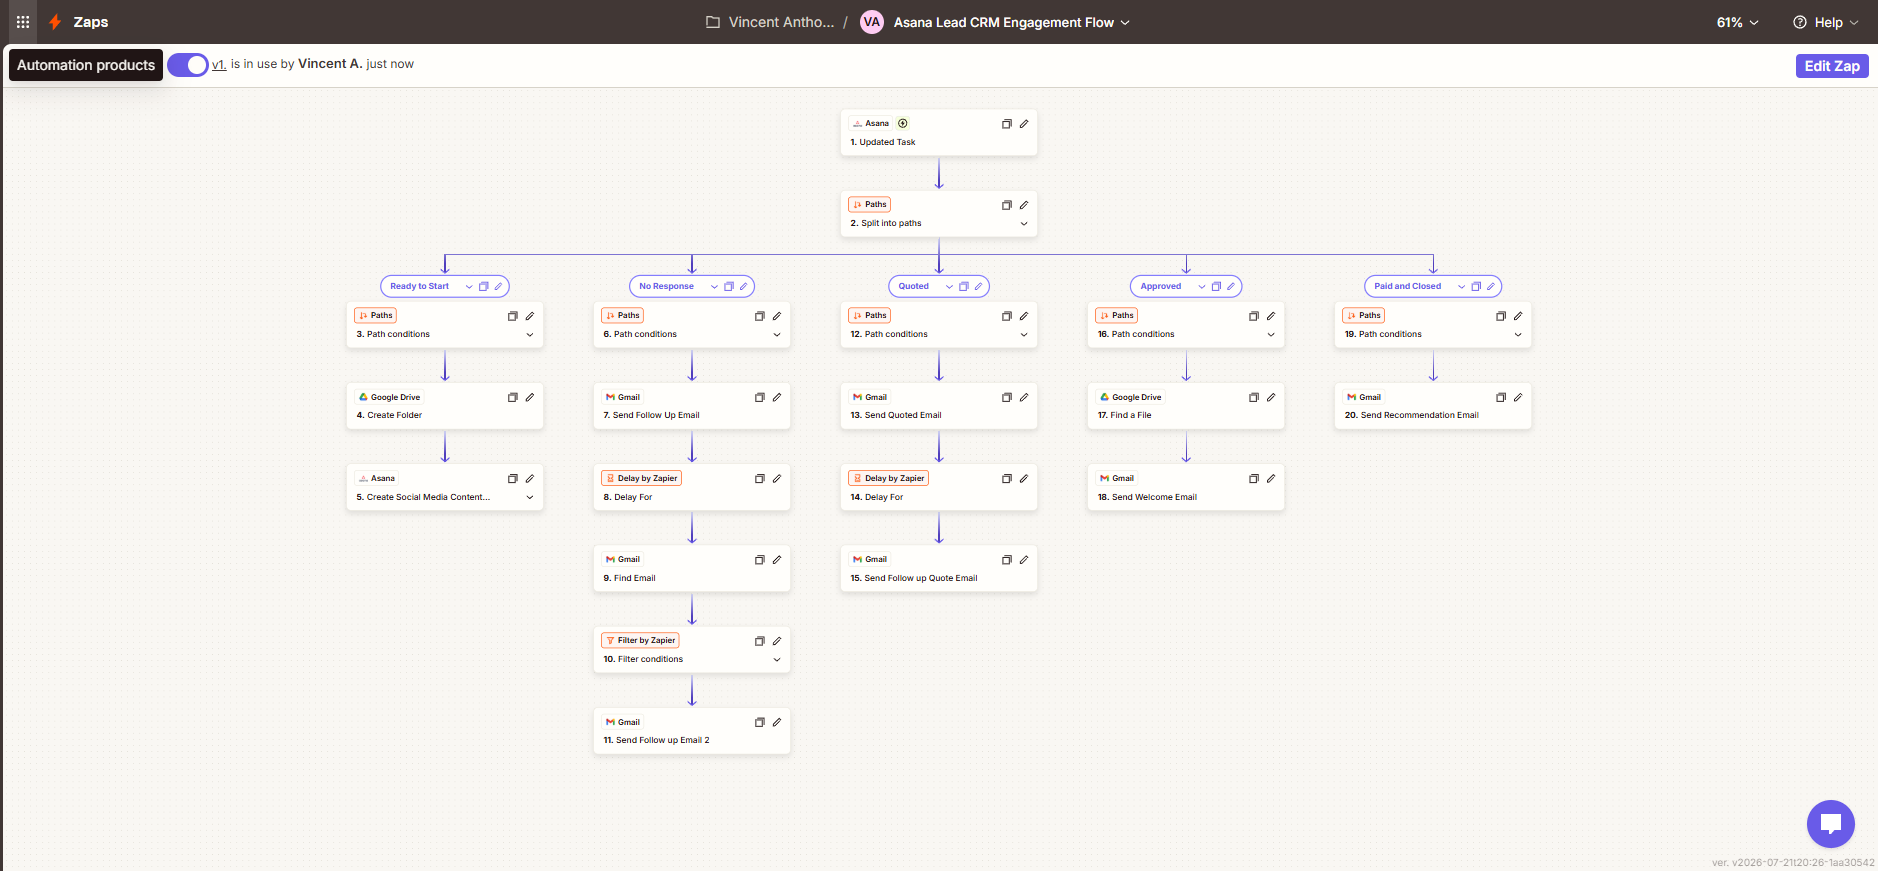 Zaps
Vincent Antho... / VA Asana Lead CRM Engagement Flow
61%
Help
Automation products
v1. is in use by Vincent A. just now
Edit Zap
Asana
1. Updated Task
Paths
2. Split into paths
Ready to Start
Paths
3. Path conditions
Google Drive
4. Create Folder
Asana
5. Create Social Media Content...
No Response
Paths
6. Path conditions
Gmail
7. Send Follow Up Email
Delay by Zapier
8. Delay For
Gmail
9. Find Email
Filter by Zapier
10. Filter conditions
Gmail
11. Send Follow up Email 2
Quoted
Paths
12. Path conditions
Gmail
13. Send Quoted Email
Delay by Zapier
14. Delay For
Gmail
15. Send Follow up Quote Email
Approved
Paths
16. Path conditions
Google Drive
17. Find a File
Gmail
18. Send Welcome Email
Paid and Closed
Paths
19. Path conditions
Gmail
20. Send Recommendation Email
ver. v2026-07-21t20:26-1aa30542